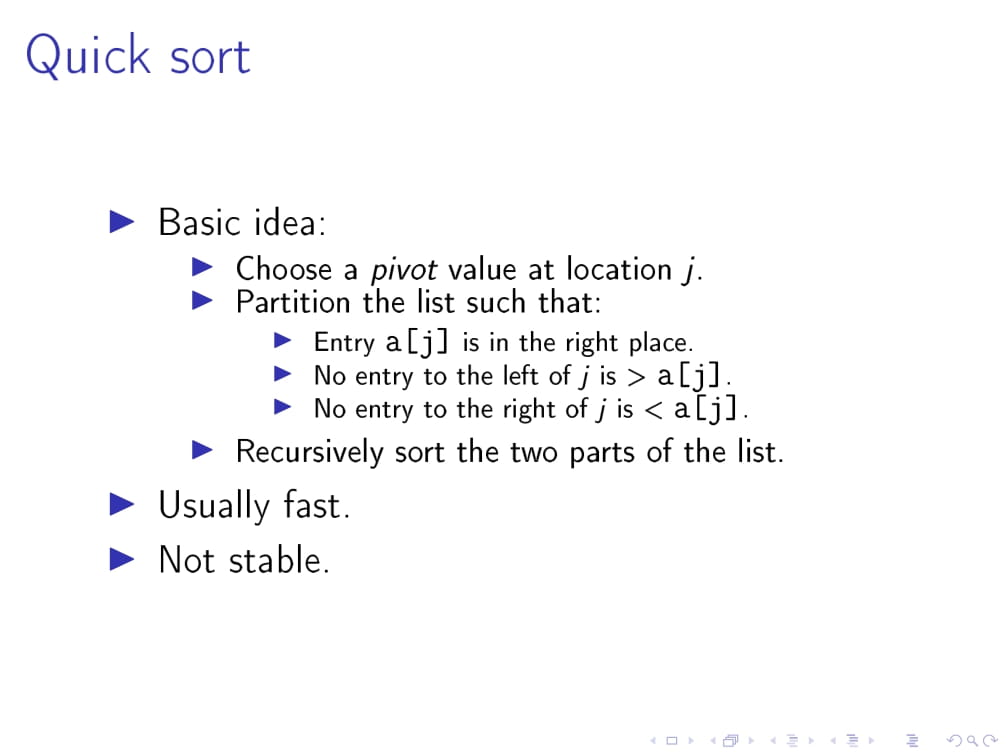 Quick sort
Basic idea:
Choose a pivot value at location j.
Partition the list such that:
Entry a[j] is in the right place.
No entry to the left of j is > a[j].
No entry to the right of j is < a[j].
Recursively sort the two parts of the list.
Usually fast.
Not stable.